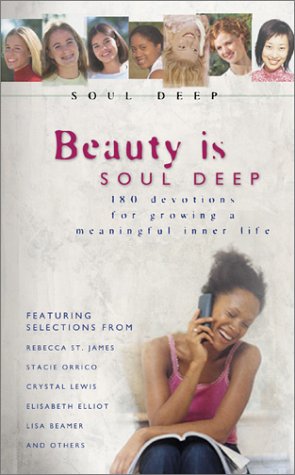 SOUL DEEP
Beauty is
SOUL DEEP
180 devotions
for growing a
meaningful inner life
FEATURING
SELECTIONS FROM
REBECCA ST. JAMES
STACIE ORRICO
CRYSTAL LEWIS
ELISABETH ELLIOT
LISA BEAMER
AND OTHERS